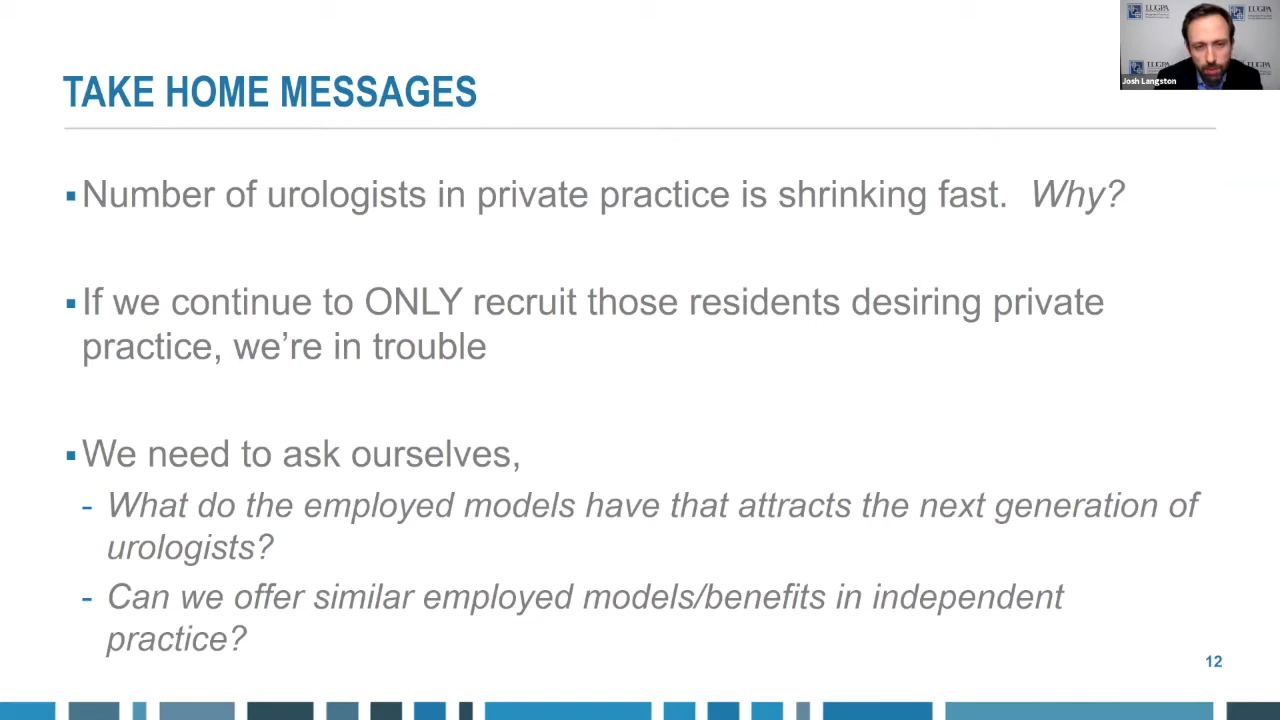 LUGPA
LUGPA
LUGPA
LUGPA
Josh Langston
TAKE HOME MESSAGES
▪Number of urologists in private practice is shrinking fast.  Why?
▪If we continue to ONLY recruit those residents desiring private
practice, we’re in trouble
▪We need to ask ourselves,
- What do the employed models have that attracts the next generation of
urologists?
- Can we offer similar employed models/benefits in independent
practice?
12